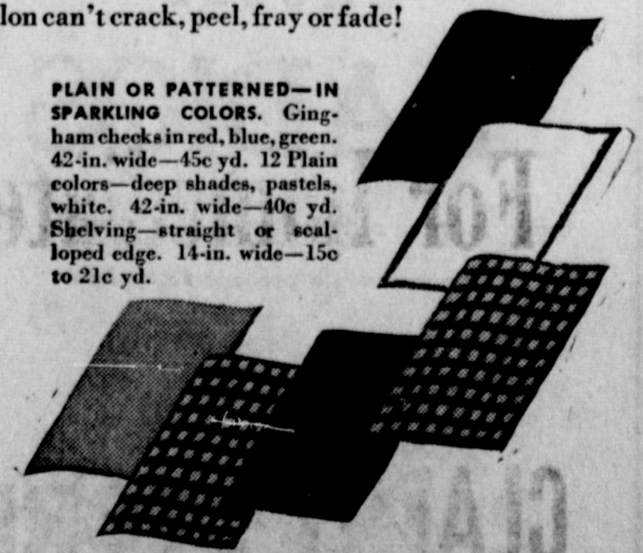 lon can't crack, peel, fray or fade!
PLAIN OR PATTERNED—IN
SPARKLING COLORS. Ging-
ham checks in red, blue, green.
42-in. wide—45c yd. 12 Plain
colors—deep shades, pastels,
white. 42-in. wide—40c yd.
Shelving—straight or scal-
loped edge. 14-in. wide—15c
to 21c yd.